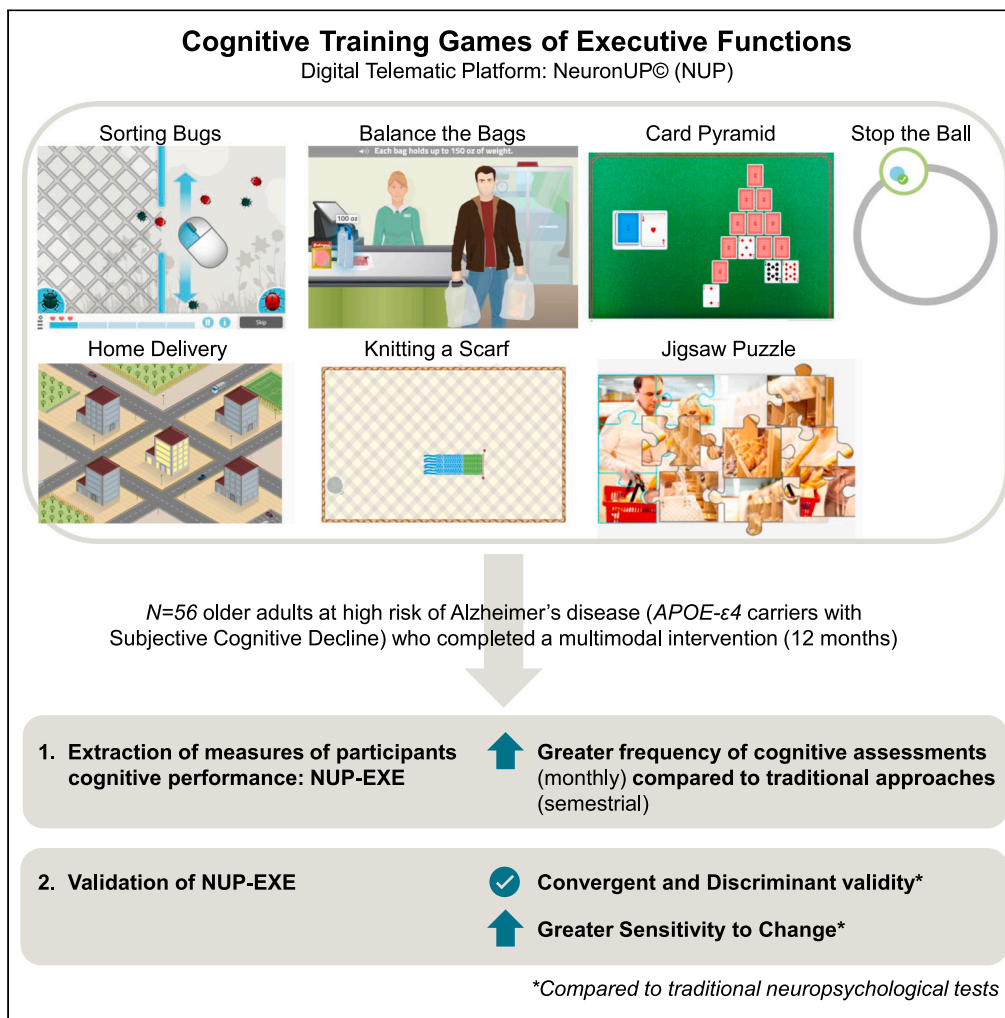 Cognitive Training Games of Executive Functions
Digital Telematic Platform: NeuronUP© (NUP)
Sorting Bugs
Balance the Bags
Card Pyramid
Stop the Ball
Each bag holds up to 150 oz of weight.
100 oz
Skip
Home Delivery
Knitting a Scarf
Jigsaw Puzzle
N=56 older adults at high risk of Alzheimer's disease (APOE-ε4 carriers with
Subjective Cognitive Decline) who completed a multimodal intervention (12 months)
1. Extraction of measures of participants
cognitive performance: NUP-EXE
Greater frequency of cognitive assessments
(monthly) compared to traditional approaches
(semestrial)
2. Validation of NUP-EXE
Convergent and Discriminant validity*
Greater Sensitivity to Change*
*Compared to traditional neuropsychological tests